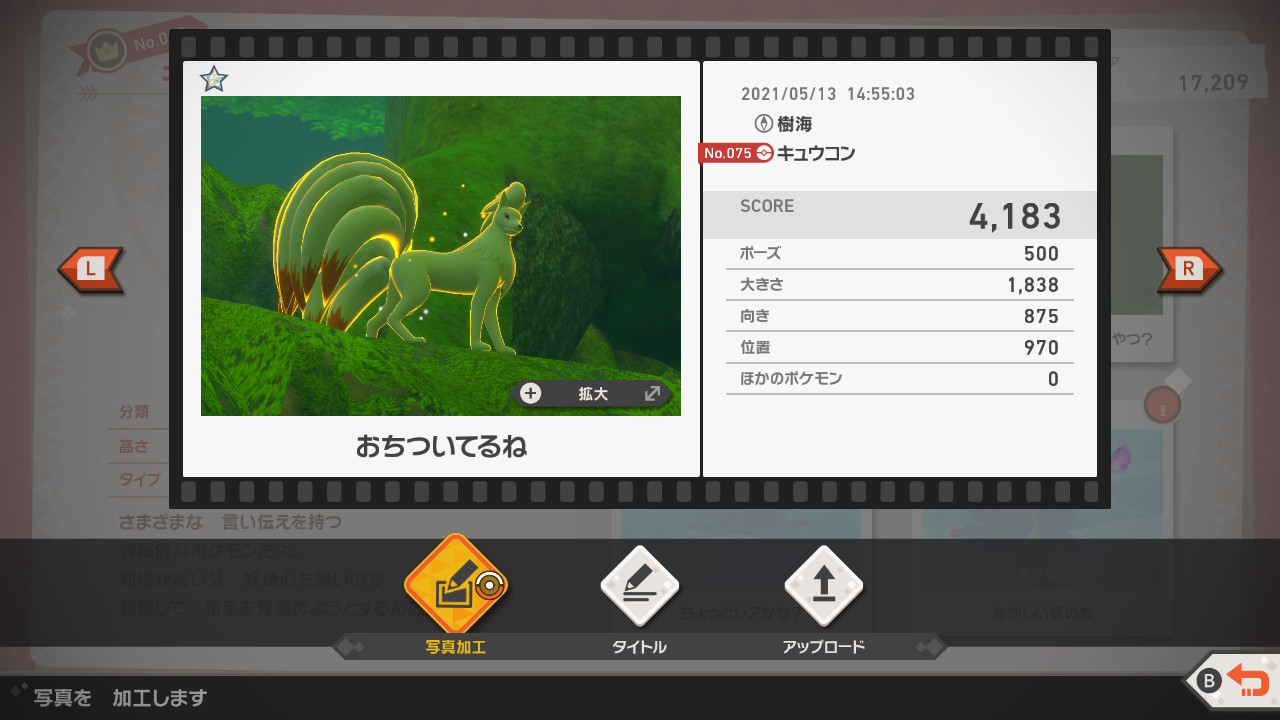 No.0
17,209
2021/05/13 14:55:03
樹海
No.075 キュウコン
SCORE 4,183
ポーズ 500
大きさ 1,838
向き 875
位置 970
ほかのポケモン 0
+ 拡大
おちついてるね
L
R
やつ?
!
分類
高さ
タイプ
さまざまな 言い伝えを持つ
神秘的なポケモンだよ。
知能が高い分 好奇心も強いので
相手を見極めようとするんだ
ちょっとレアかも?
あやしいほのお
写真加工
タイトル
アップロード
B
写真を 加工します